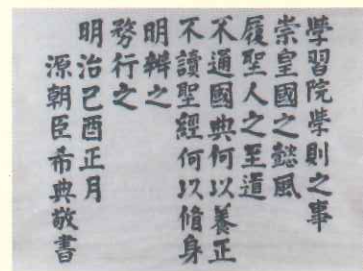 學習院學則之事
崇皇國之懿風
履聖人之至道
不通國典何以養正
不讀聖經何以脩身
明辨之
務行之
明治己酉正月
源朝臣希典敬書